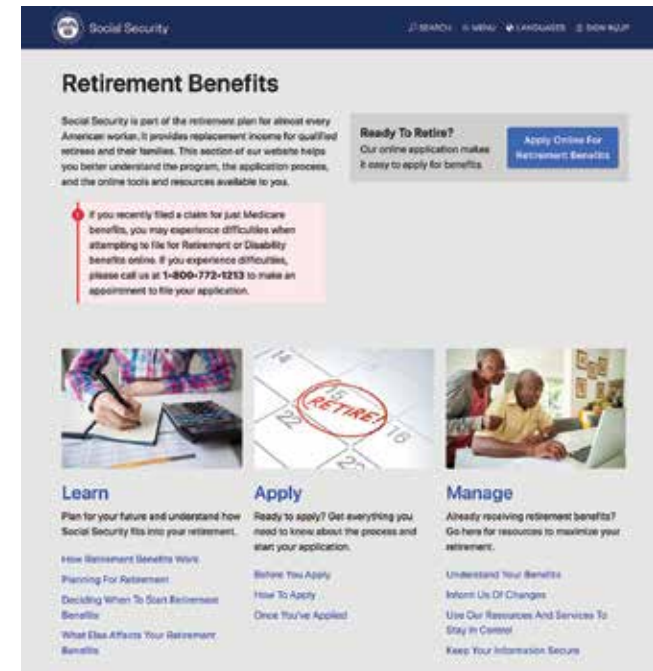 Social Security
SEARCH MENU LANGUAGES SIGN IN/UP
Retirement Benefits
Social Security is part of the retirement plan for almost every
American worker. It provides replacement income for qualified
retirees and their families. This section of our website helps
you better understand the program, the application process,
and the online tools and resources available to you.
Ready To Retire?
Our online application makes
it easy to apply for benefits.
Apply Online For
Retirement Benefits
If you recently filed a claim for just Medicare
benefits, you may experience difficulties when
attempting to file for Retirement or Disability
benefits online. If you experience difficulties,
please call us at 1-800-772-1213 to make an
appointment to file your application.
14
15
16
22
22
RETIRE!
Learn
Plan for your future and understand how
Social Security fits into your retirement.
How Retirement Benefits Work
Planning For Retirement
Deciding When To Start Retirement
Benefits
What Else Affects Your Retirement
Benefits
Apply
Ready to apply? Get everything you
need to know about the process and
start your application.
Before You Apply
How To Apply
Once You've Applied
Manage
Already receiving retirement benefits?
Go here for resources to maximize your
retirement.
Understand Your Benefits
Inform Us Of Changes
Use Our Resources And Services To
Stay In Control
Keep Your Information Secure